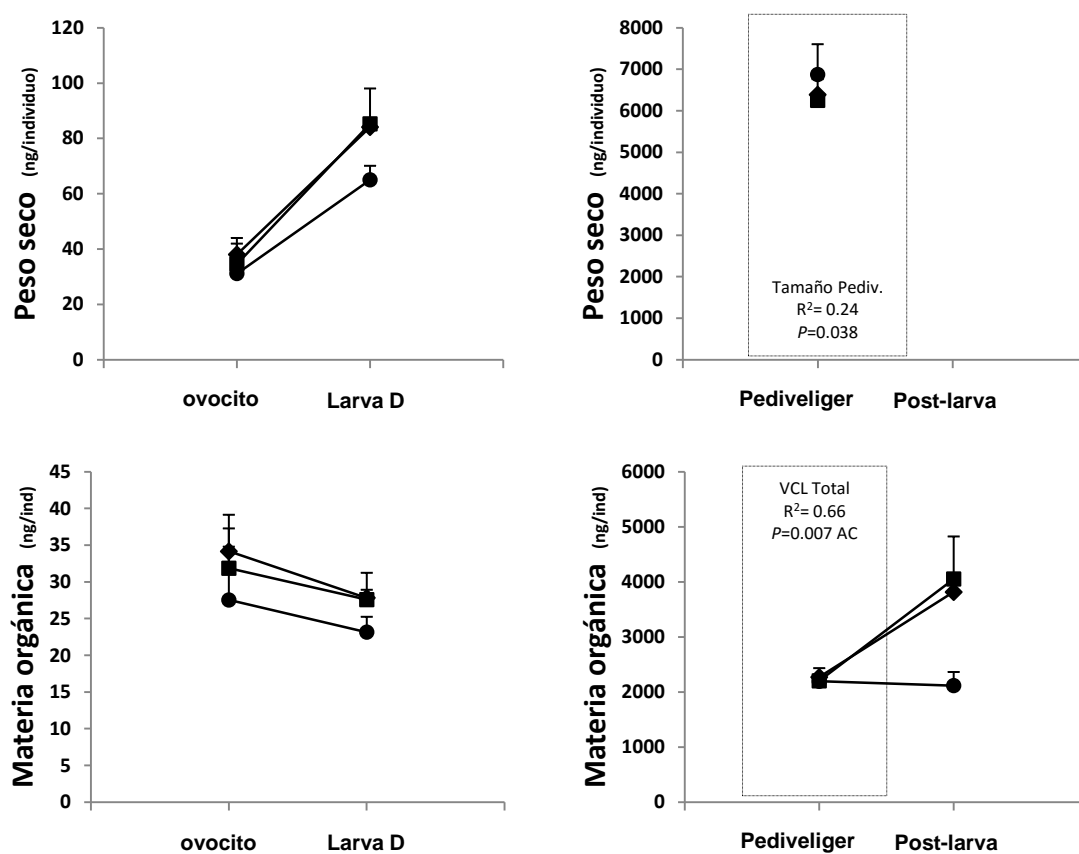 Peso seco (ng/individuo)
120
100
80
60
40
20
0
ovocito Larva D
Peso seco (ng/individuo)
8000
7000
6000
5000
4000
3000
2000
1000
0
Tamaño Pediv.
R²= 0.24
P=0.038
Pediveliger Post-larva
Materia orgánica (ng/ind)
45
40
35
30
25
20
15
10
5
0
ovocito Larva D
Materia orgánica (ng/ind)
6000
5000
4000
3000
2000
1000
0
VCL Total
R²= 0.66
P=0.007 AC
Pediveliger Post-larva